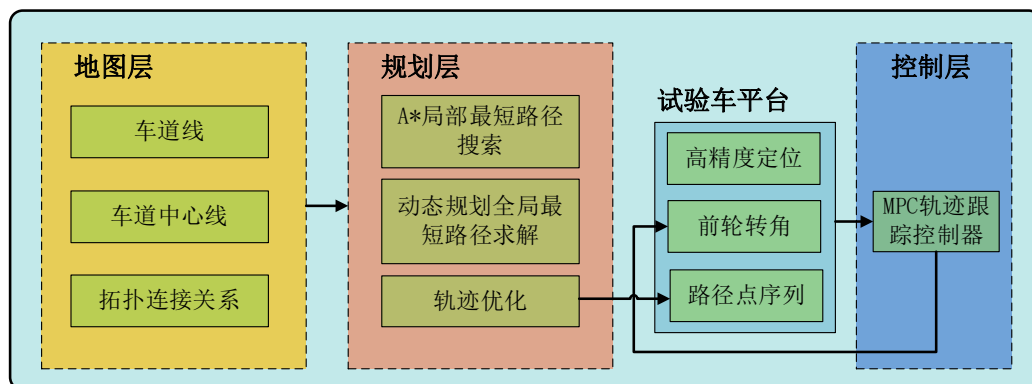 地图层
车道线
车道中心线
拓扑连接关系
规划层
A*局部最短路径
搜索
动态规划全局最
短路径求解
轨迹优化
试验车平台
高精度定位
前轮转角
路径点序列
控制层
MPC轨迹跟
踪控制器